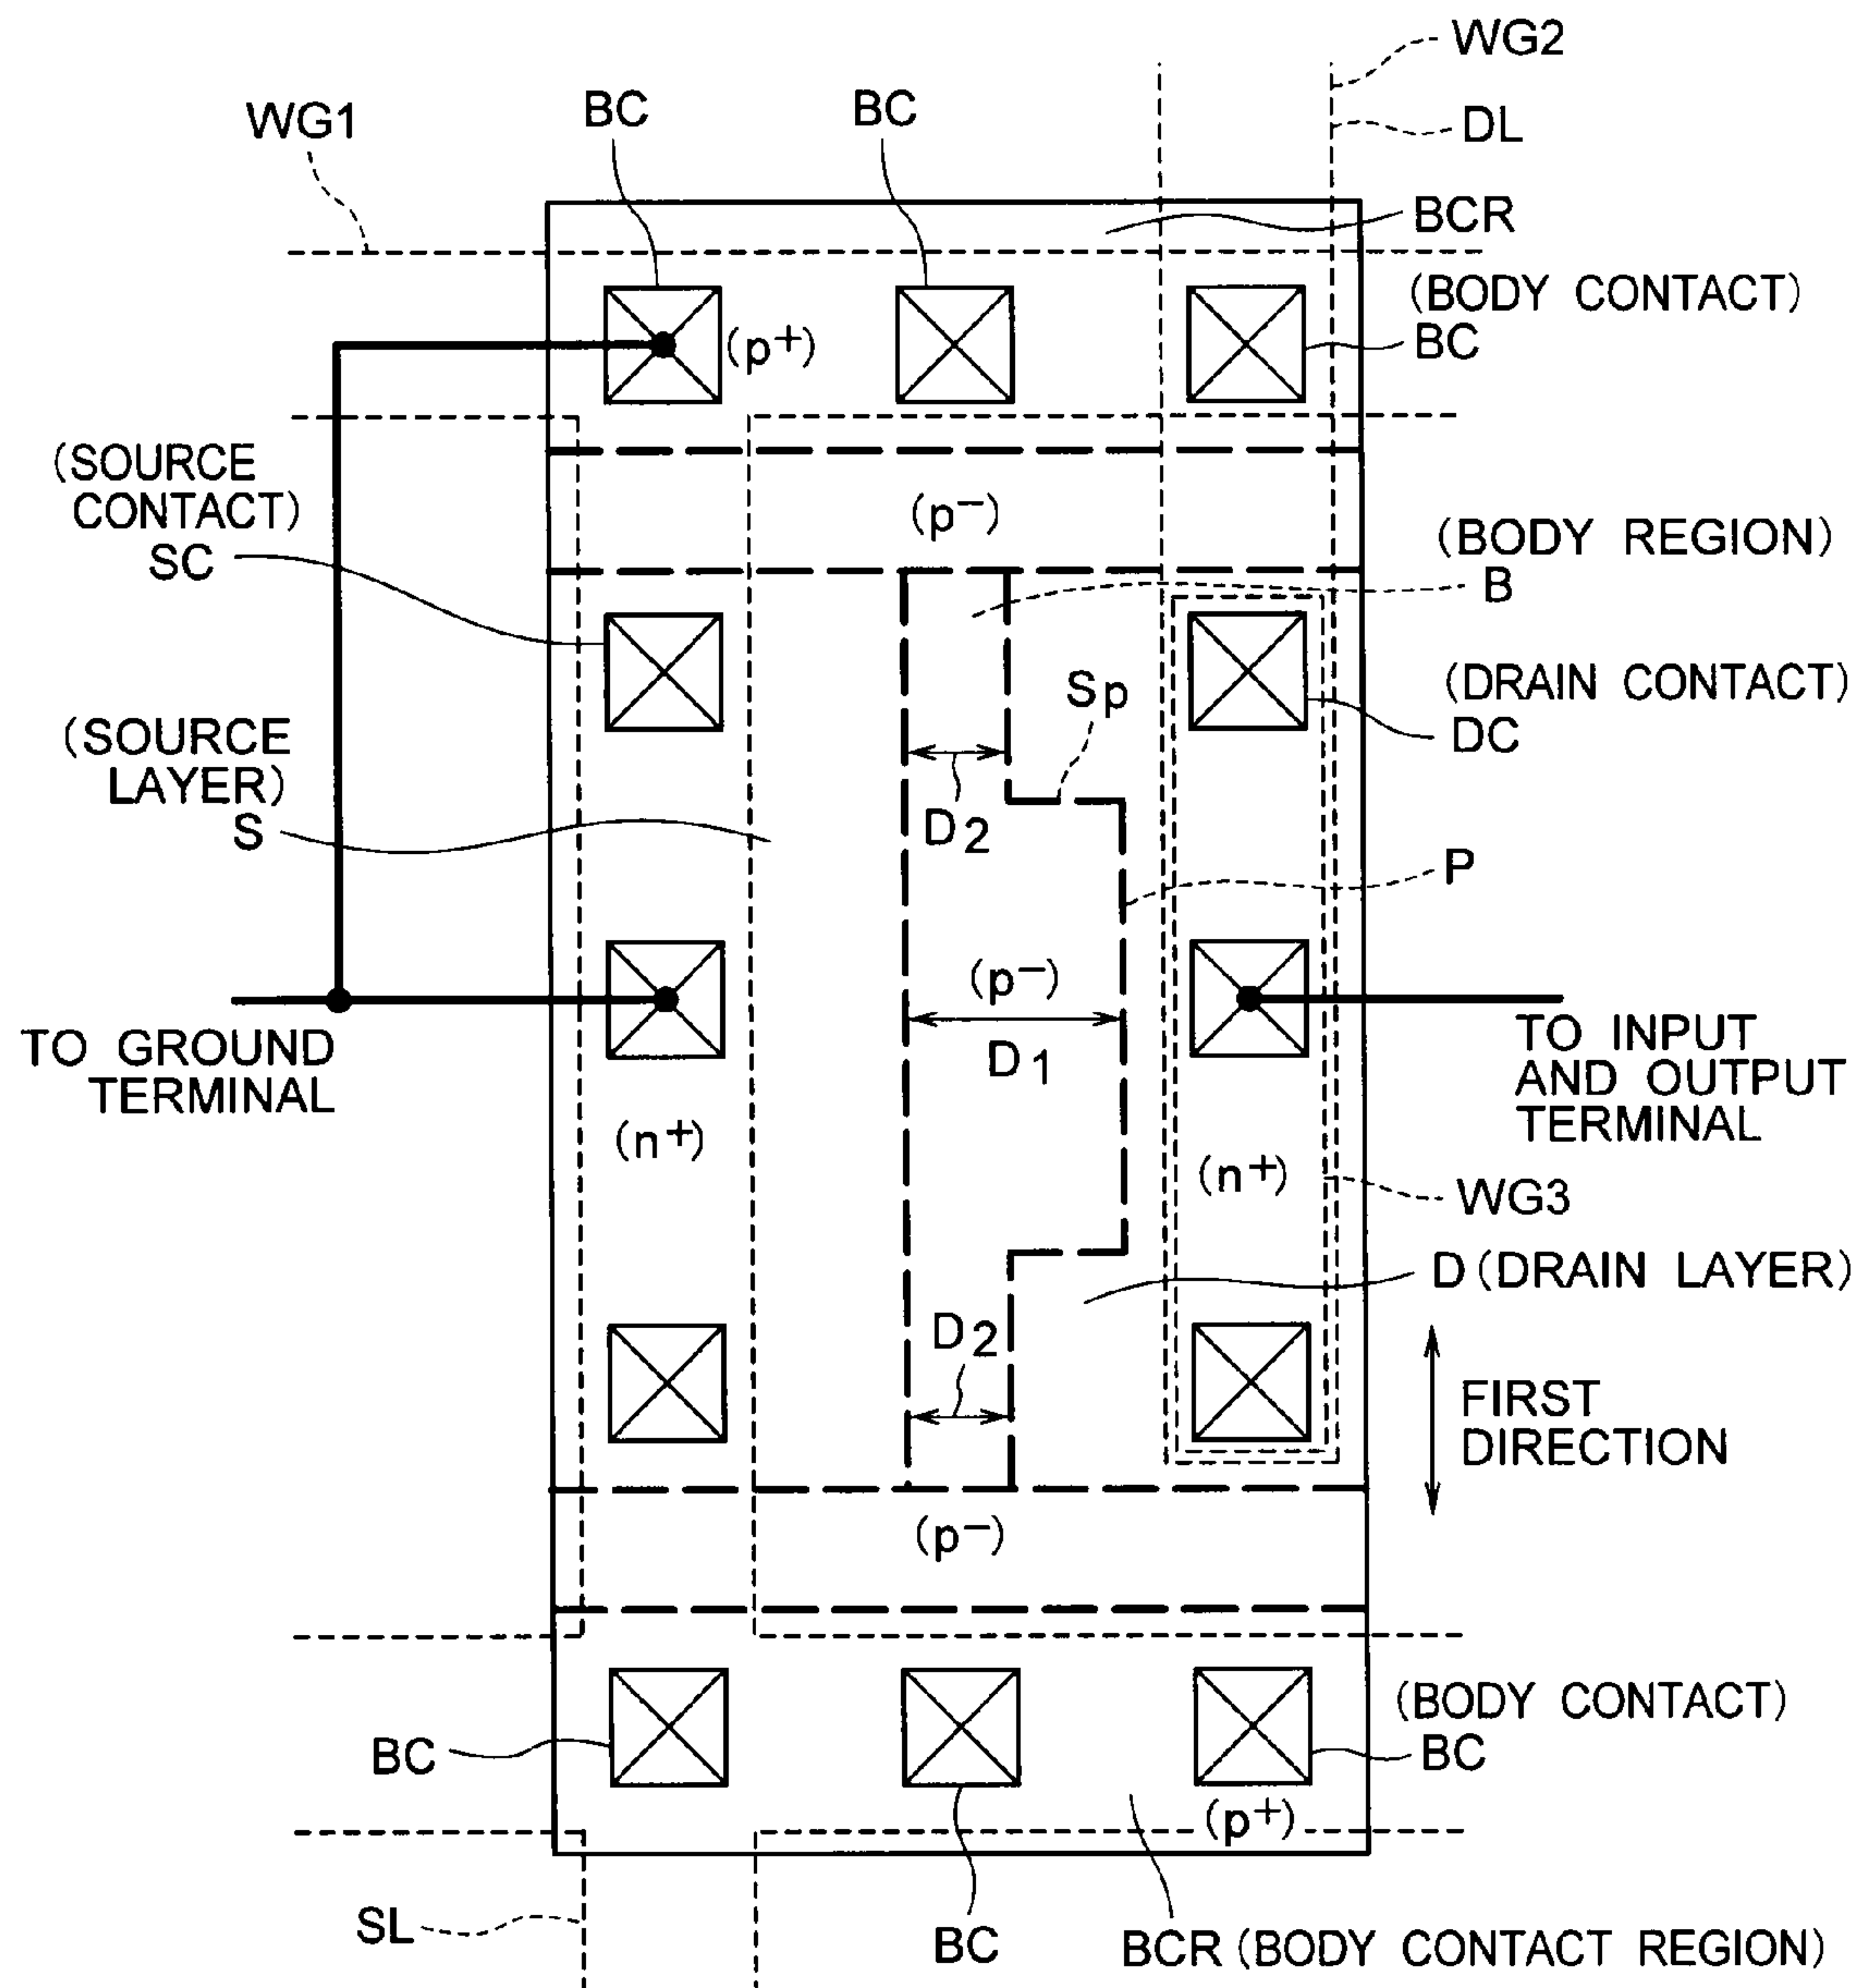 WG2
DL
WG1
BC
BC
BCR
(BODY CONTACT)
BC
(p+)
(SOURCE
CONTACT)
SC
(p−)
(BODY REGION)
B
Sp
(DRAIN CONTACT)
DC
(SOURCE
LAYER)
S
D2
P
(p−)
D1
TO GROUND
TERMINAL
TO INPUT
AND OUTPUT
TERMINAL
(n+)
(n+)
WG3
D (DRAIN LAYER)
D2
FIRST
DIRECTION
(p−)
(BODY CONTACT)
BC
BC
(p+)
SL
BC
BCR (BODY CONTACT REGION)